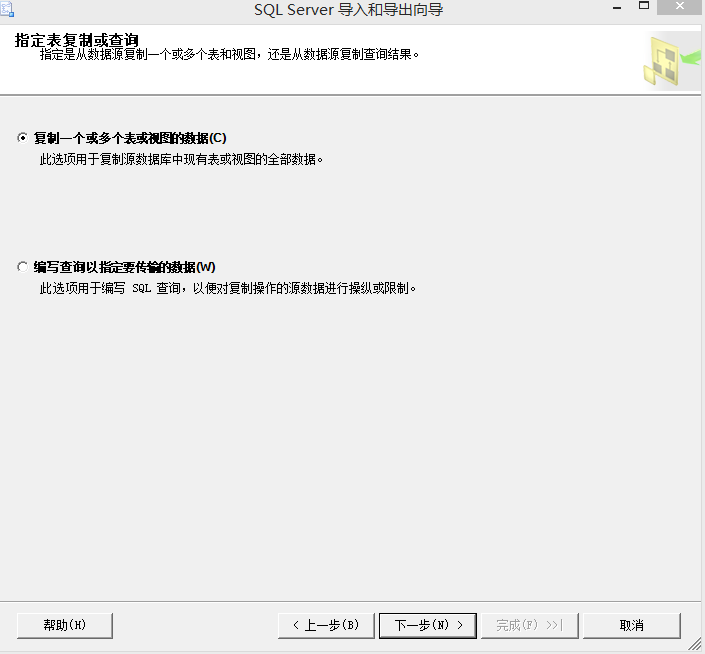 SQL Server 导入和导出向导
指定表复制或查询
指定是从数据源复制一个或多个表和视图，还是从数据源复制查询结果。
复制一个或多个表或视图的数据(C)
此选项用于复制源数据库中现有表或视图的全部数据。
编写查询以指定要传输的数据(W)
此选项用于编写 SQL 查询，以便对复制操作的源数据进行操纵或限制。
帮助(H) < 上一步(B) 下一步(N) > 完成(F) >>| 取消